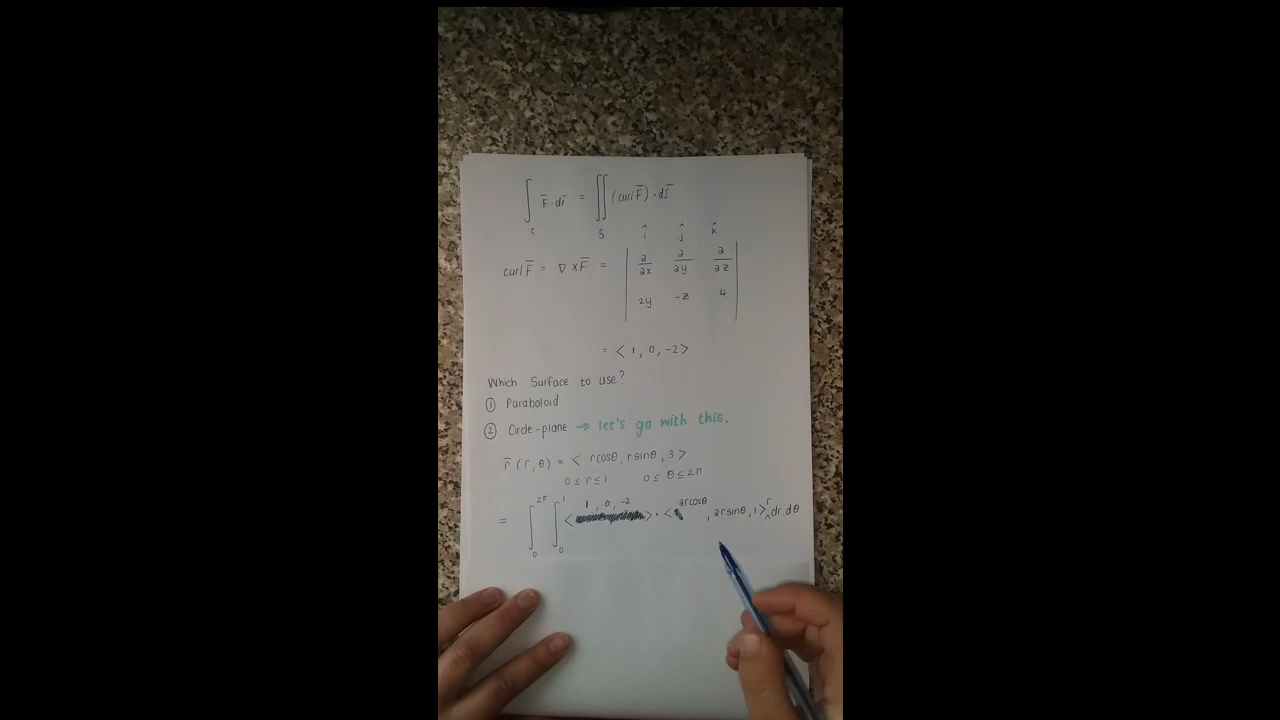 ∫_C F̅·dr̅ = ∬_S (curl F̅)·dS̅
î ĵ k̂
curl F̅ = ∇ × F̅ = | ∂/∂x ∂/∂y ∂/∂z |
2y -z 4
= < 1, 0, -2 >
Which Surface to use?
① Paraboloid
② Circle-plane → let's go with this.
r̅(r, θ) = < rcosθ, rsinθ, 3 >
0 ≤ r ≤ 1 0 ≤ θ ≤ 2π
= ∫_0^2π ∫_0^1 < 1, 0, -2 > · < 2rcosθ, 2rsinθ, 1 > r dr dθ